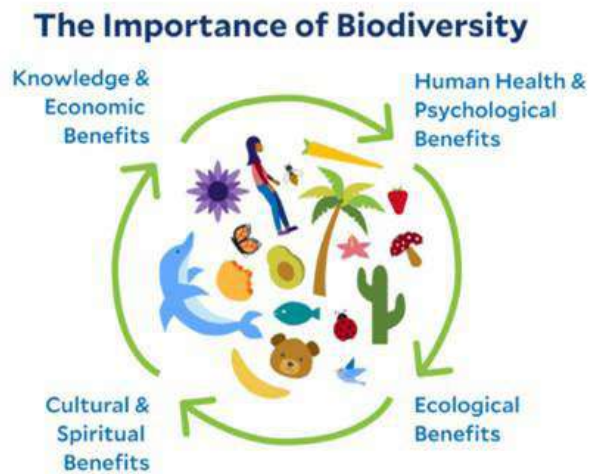 The Importance of Biodiversity
Knowledge &
Economic
Benefits
Human Health &
Psychological
Benefits
Cultural &
Spiritual
Benefits
Ecological
Benefits